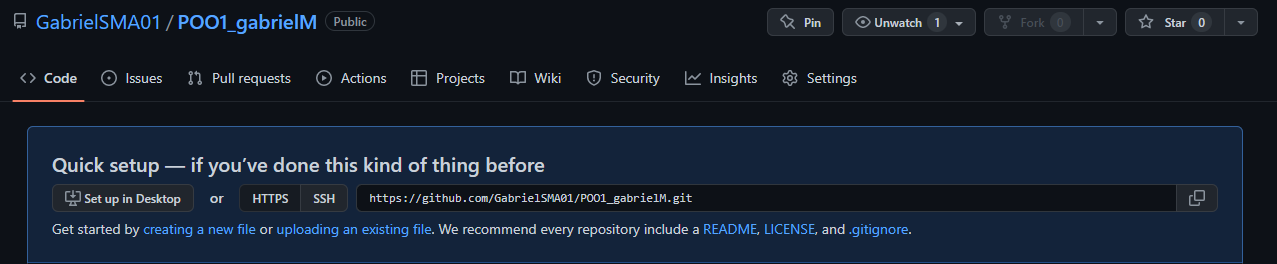 GabrielSMA01 / POO1_gabrielM Public Pin Unwatch 1 Fork 0 Star 0
Code Issues Pull requests Actions Projects Wiki Security Insights Settings
Quick setup — if you've done this kind of thing before
Set up in Desktop or HTTPS SSH https://github.com/GabrielSMA01/POO1_gabrielM.git
Get started by creating a new file or uploading an existing file. We recommend every repository include a README, LICENSE, and .gitignore.